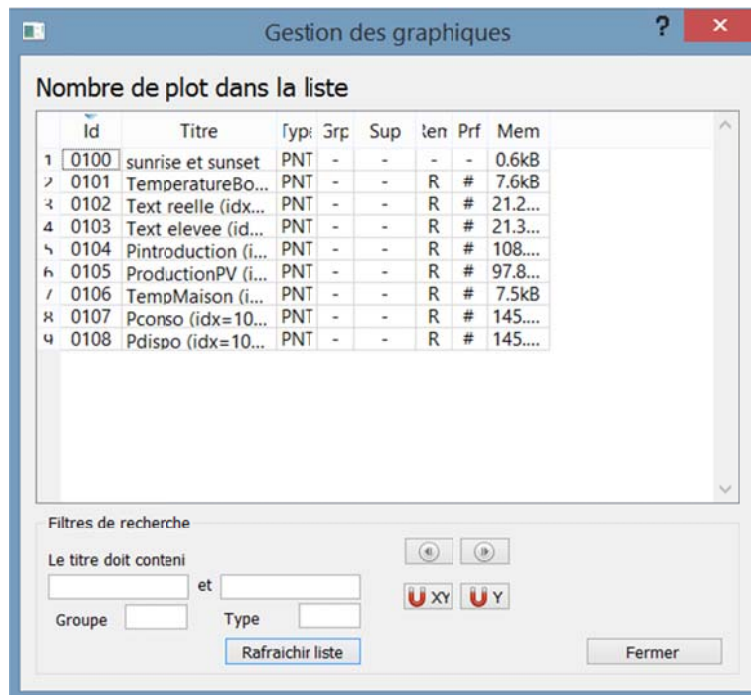 Gestion des graphiques ? ×
Nombre de plot dans la liste
Id Titre Type Grp Sup Rem Prf Mem
1 0100 sunrise et sunset PNT - - - - 0.6kB
2 0101 TemperatureBo... PNT - - R # 7.6kB
3 0102 Text reelle (idx... PNT - - R # 21.2...
4 0103 Text elevee (id... PNT - - R # 21.3...
5 0104 Pintroduction (i... PNT - - R # 108....
6 0105 ProductionPV (i... PNT - - R # 97.8...
7 0106 TempMaison (i... PNT - - R # 7.5kB
8 0107 Pconso (idx=10... PNT - - R # 145....
9 0108 Pdispo (idx=10... PNT - - R # 145....
Filtres de recherche
Le titre doit conteni
et
XY Y
Groupe Type
Rafraichir liste Fermer